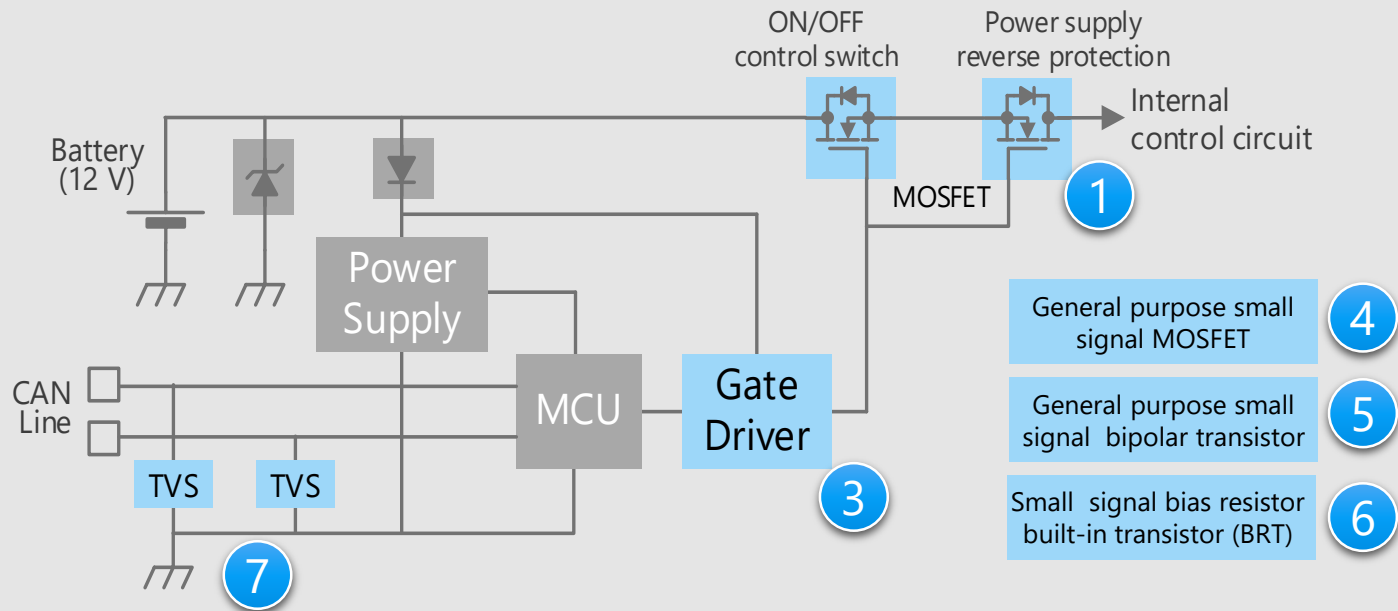 ON/OFF
control switch
Power supply
reverse protection
Internal
control circuit
Battery
(12 V)
MOSFET
1
Power
Supply
General purpose small
signal MOSFET
4
CAN
Line
MCU
Gate
Driver
General purpose small
signal bipolar transistor
5
TVS
TVS
3
Small signal bias resistor
built-in transistor (BRT)
6
7